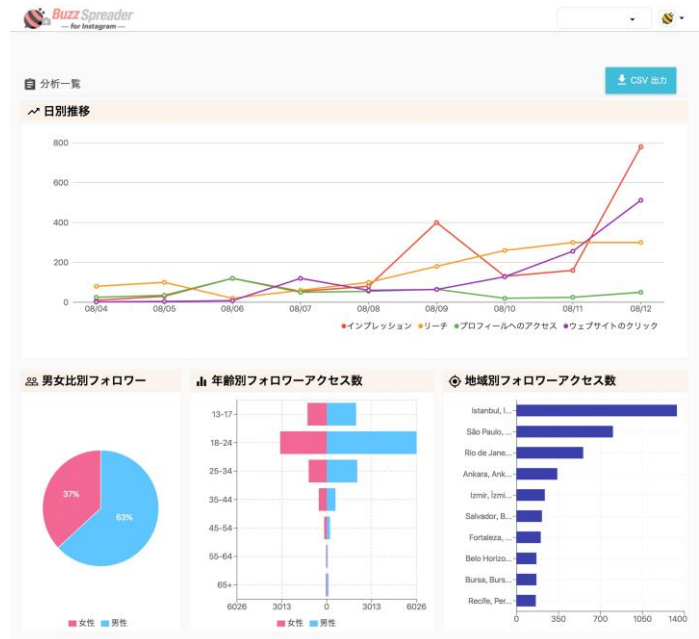 Buzz Spreader
— for Instagram —
分析一覧
CSV 出力
日別推移
800
600
400
200
0
08/04 08/05 08/06 08/07 08/08 08/09 08/10 08/11 08/12
インプレッション リーチ プロフィールへのアクセス ウェブサイトのクリック
男女比別フォロワー
37%
63%
女性 男性
年齢別フォロワーアクセス数
13-17
18-24
25-34
35-44
45-54
55-64
65+
6026 3013 0 3013 6026
女性 男性
地域別フォロワーアクセス数
Istanbul, I...
São Paulo, ...
Rio de Jane...
Ankara, Ank...
Izmir, İzmi...
Salvador, B...
Fortaleza, ...
Belo Horizo...
Bursa, Burs...
Recife, Per...
0 350 700 1050 1400